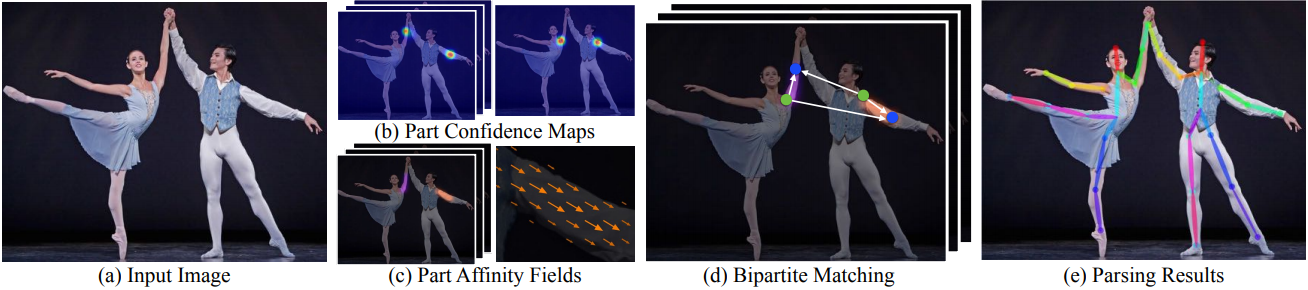 (b) Part Confidence Maps
(a) Input Image
(c) Part Affinity Fields
(d) Bipartite Matching
(e) Parsing Results